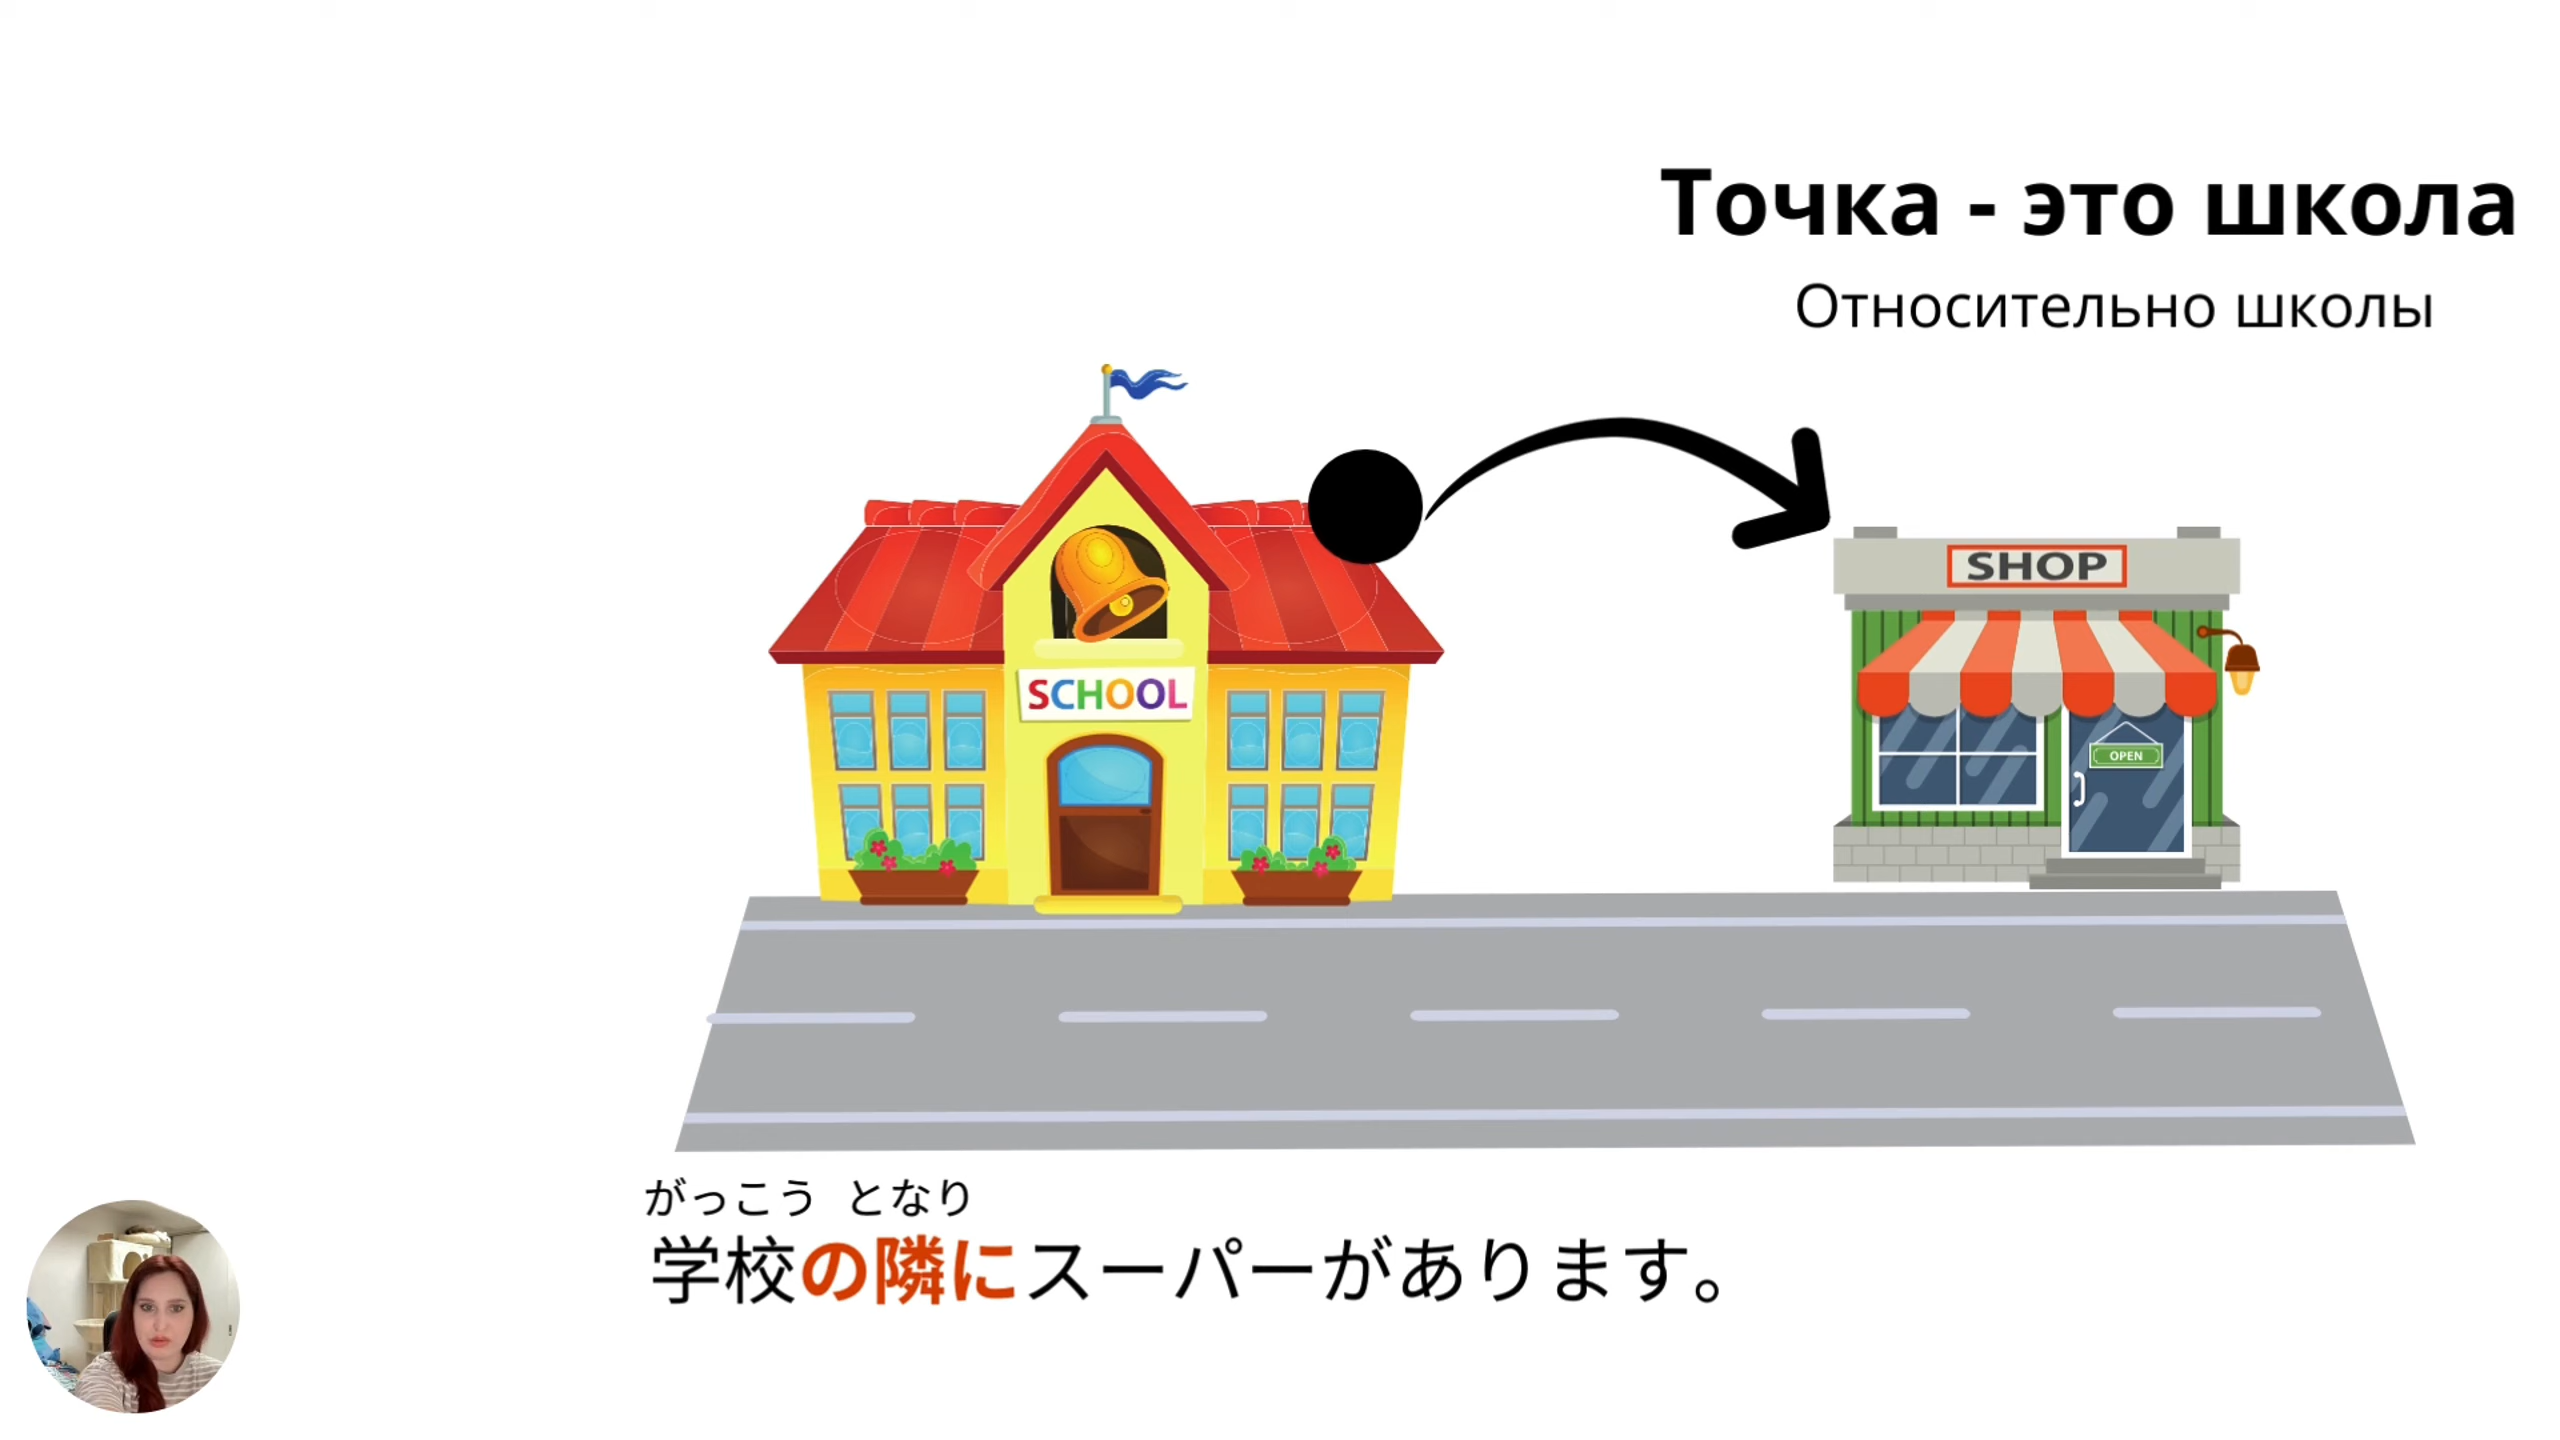 Точка - это школа
Относительно школы
SHOP
SCHOOL
OPEN
がっこう となり
学校の隣にスーパーがあります。